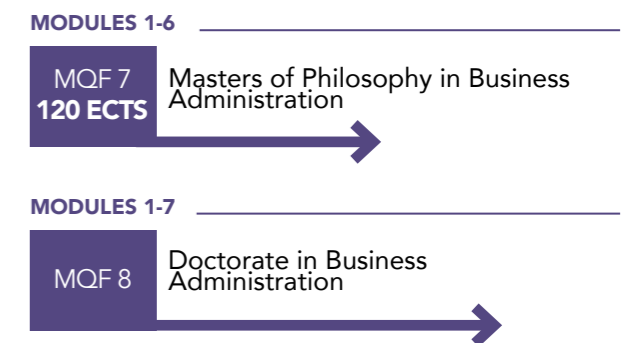 MODULES 1-6
MQF 7
120 ECTS
Masters of Philosophy in Business
Administration
MODULES 1-7
MQF 8
Doctorate in Business
Administration